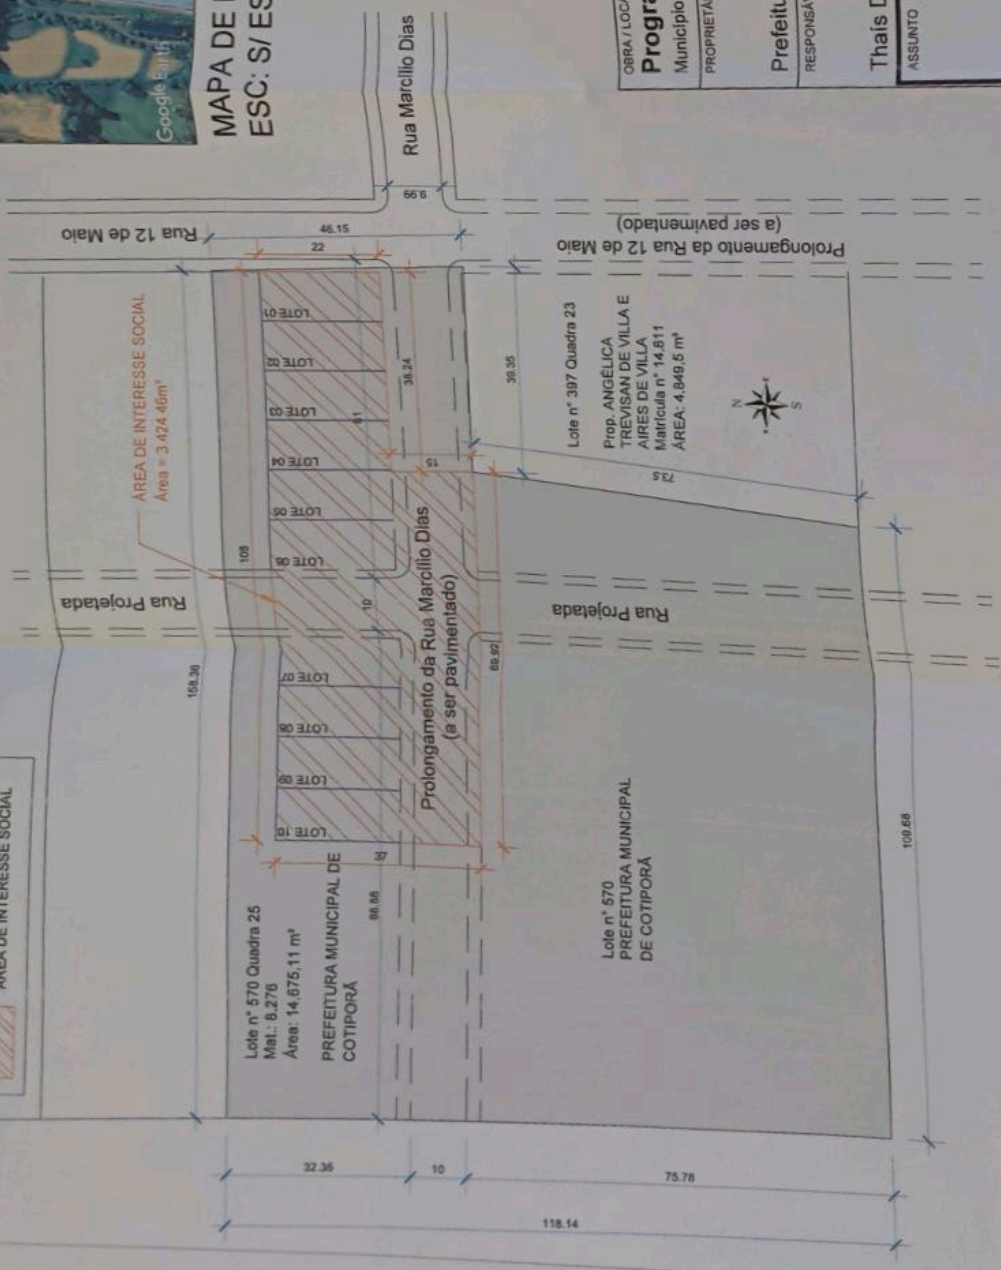 Google Earth
MAPA DE
ESC: S/ ES
OBRA / LOCA
Progra
Município
PROPRIETÁ
Prefeitu
RESPONSÁ
Thaís D
ASSUNTO
ÁREA DE INTERESSE SOCIAL
ÁREA DE INTERESSE SOCIAL
Área = 3.424.46m²
Rua 12 de Maio
Rua Marcílio Dias
9.99
46.15
22
Prolongamento da Rua 12 de Maio
(a ser pavimentado)
LOTE 01
LOTE 02
LOTE 03
LOTE 04
LOTE 05
LOTE 06
LOTE 07
LOTE 08
LOTE 09
LOTE 10
108
158.36
61
38.24
39.35
15
10
69.92
73.5
Rua Projetada
Rua Projetada
Prolongamento da Rua Marcílio Dias
(a ser pavimentado)
Lote n° 397 Quadra 23
Prop. ANGÉLICA
TREVISAN DE VILLA E
AIRES DE VILLA
Matrícula n° 14.811
ÁREA: 4.849,5 m²
N
S
Lote n° 570 Quadra 25
Mat.: 8.276
Área: 14,675,11 m²
PREFEITURA MUNICIPAL DE
COTIPORÃ
Lote n° 570
PREFEITURA MUNICIPAL
DE COTIPORÃ
109.68
32.36
10
75.78
118.14